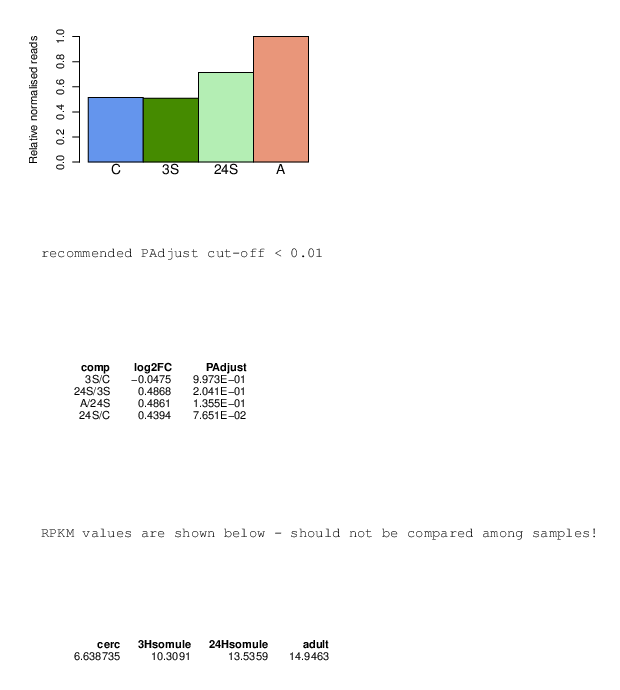 Relative normalised reads
1.0
0.8
0.6
0.4
0.2
0.0
C 3S 24S A
recommended PAdjust cut-off < 0.01
comp log2FC PAdjust
3S/C −0.0475 9.973E−01
24S/3S 0.4868 2.041E−01
A/24S 0.4861 1.355E−01
24S/C 0.4394 7.651E−02
RPKM values are shown below - should not be compared among samples!
cerc 3Hsomule 24Hsomule adult
6.638735 10.3091 13.5359 14.9463